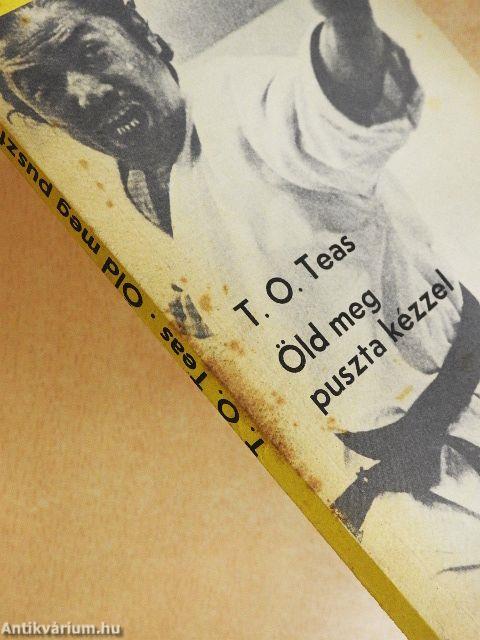 T. O. Teas
Öld meg
puszta kézzel
T. O. Teas · Öld meg puszt
Antikvárium.hu